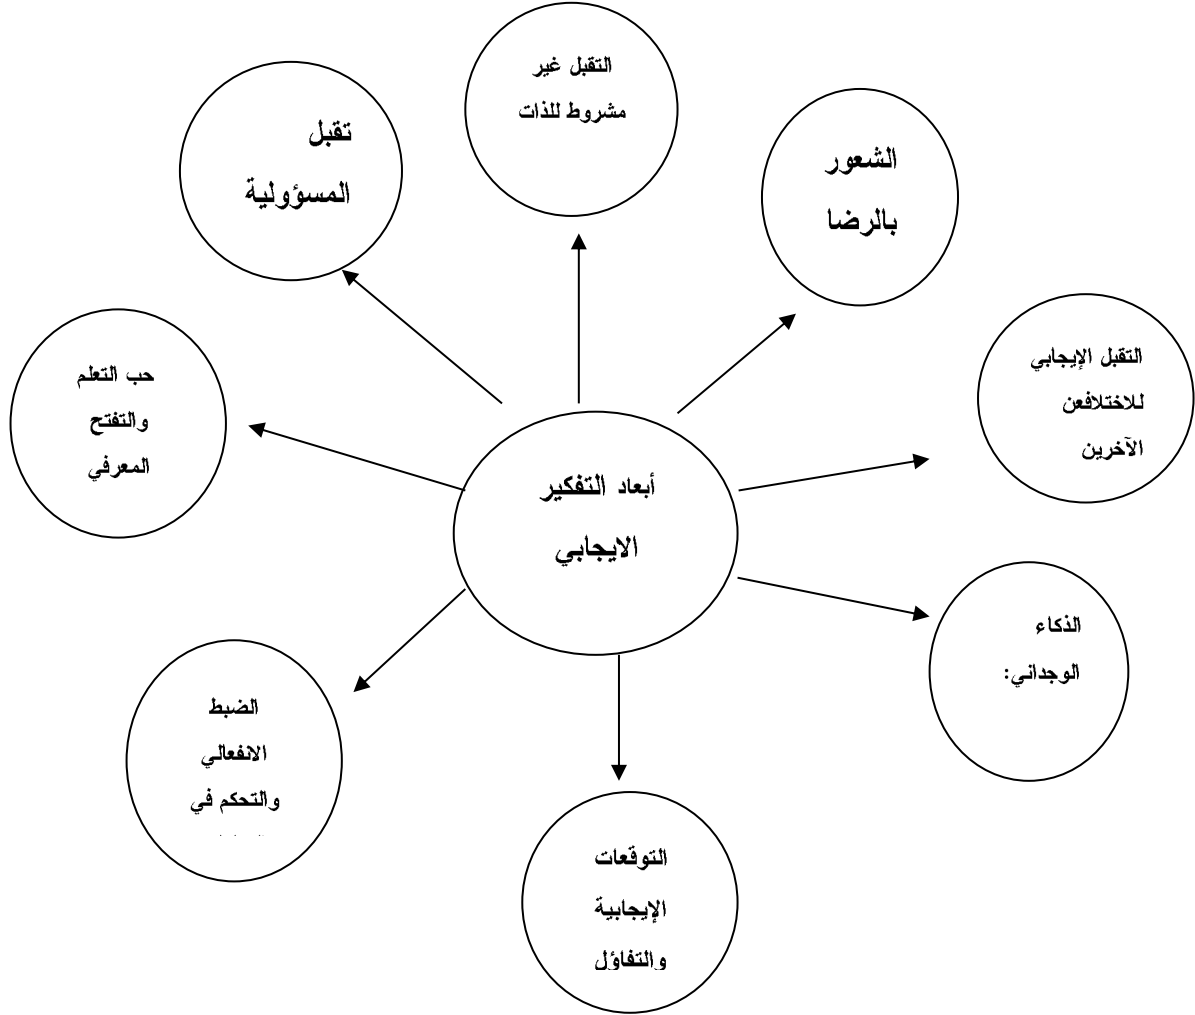 التقبل غير
مشروط للذات
تقبل
المسؤولية
الشعور
بالرضا
التقبل الإيجابي
للاختلافعن
الآخرين
حب التعلم
والتفتح
المعرفي
أبعاد التفكير
الايجابي
الذكاء
الوجداني:
الضبط
الانفعالي
والتحكم في
التوقعات
الإيجابية
والتفاؤل